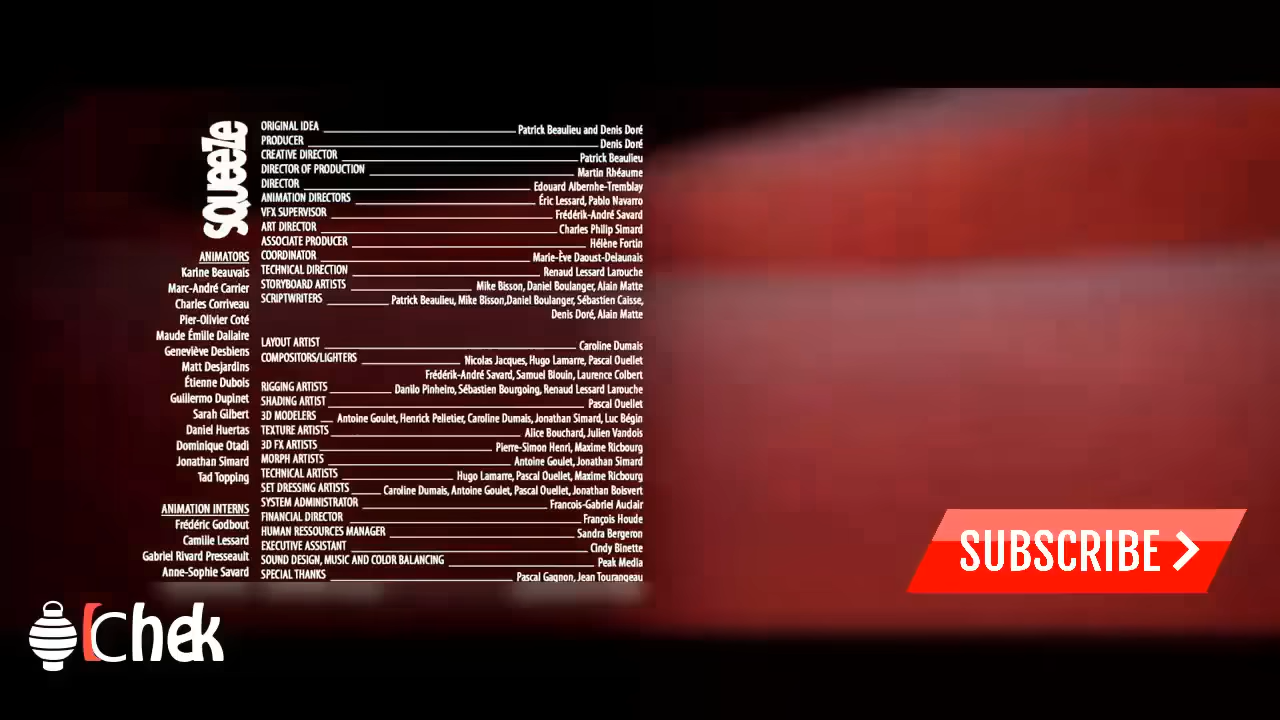 squeeze
ANIMATORS
Karine Beauvais
Marc-André Carrier
Charles Corriveau
Pier-Olivier Coté
Maude Émilie Dallaire
Geneviève Desbiens
Matt Desjardins
Étienne Dubois
Guillermo Dupinet
Sarah Gilbert
Daniel Huertas
Dominique Otadi
Jonathan Simard
Tad Topping
ANIMATION INTERNS
Frédéric Godbout
Camille Lessard
Gabriel Rivard Presseault
Anne-Sophie Savard
ORIGINAL IDEA Patrick Beaulieu and Denis Doré
PRODUCER Denis Doré
CREATIVE DIRECTOR Patrick Beaulieu
DIRECTOR OF PRODUCTION Martin Rhéaume
DIRECTOR Edouard Albernhe-Tremblay
ANIMATION DIRECTORS Éric Lessard, Pablo Navarro
VFX SUPERVISOR Frédérik-André Savard
ART DIRECTOR Charles Philip Simard
ASSOCIATE PRODUCER Hélène Fortin
COORDINATOR Marie-Ève Daoust-Delaunais
TECHNICAL DIRECTION Renaud Lessard Larouche
STORYBOARD ARTISTS Mike Bisson, Daniel Boulanger, Alain Matte
SCRIPTWRITERS Patrick Beaulieu, Mike Bisson,Daniel Boulanger, Sébastien Caisse,
Denis Doré, Alain Matte
LAYOUT ARTIST Caroline Dumais
COMPOSITORS/LIGHTERS Nicolas Jacques, Hugo Lamarre, Pascal Ouellet
Frédérik-André Savard, Samuel Blouin, Laurence Colbert
RIGGING ARTISTS Danilo Pinheiro, Sébastien Bourgoing, Renaud Lessard Larouche
SHADING ARTIST Pascal Ouellet
3D MODELERS Antoine Goulet, Henrick Pelletier, Caroline Dumais, Jonathan Simard, Luc Bégin
TEXTURE ARTISTS Alice Bouchard, Julien Vandois
3D FX ARTISTS Pierre-Simon Henri, Maxime Ricbourg
MORPH ARTISTS Antoine Goulet, Jonathan Simard
TECHNICAL ARTISTS Hugo Lamarre, Pascal Ouellet, Maxime Ricbourg
SET DRESSING ARTISTS Caroline Dumais, Antoine Goulet, Pascal Ouellet, Jonathan Boisvert
SYSTEM ADMINISTRATOR Francois-Gabriel Auclair
FINANCIAL DIRECTOR François Houde
HUMAN RESSOURCES MANAGER Sandra Bergeron
EXECUTIVE ASSISTANT Cindy Binette
SOUND DESIGN, MUSIC AND COLOR BALANCING Peak Media
SPECIAL THANKS Pascal Gagnon, Jean Tourangeau
SUBSCRIBE
Chek